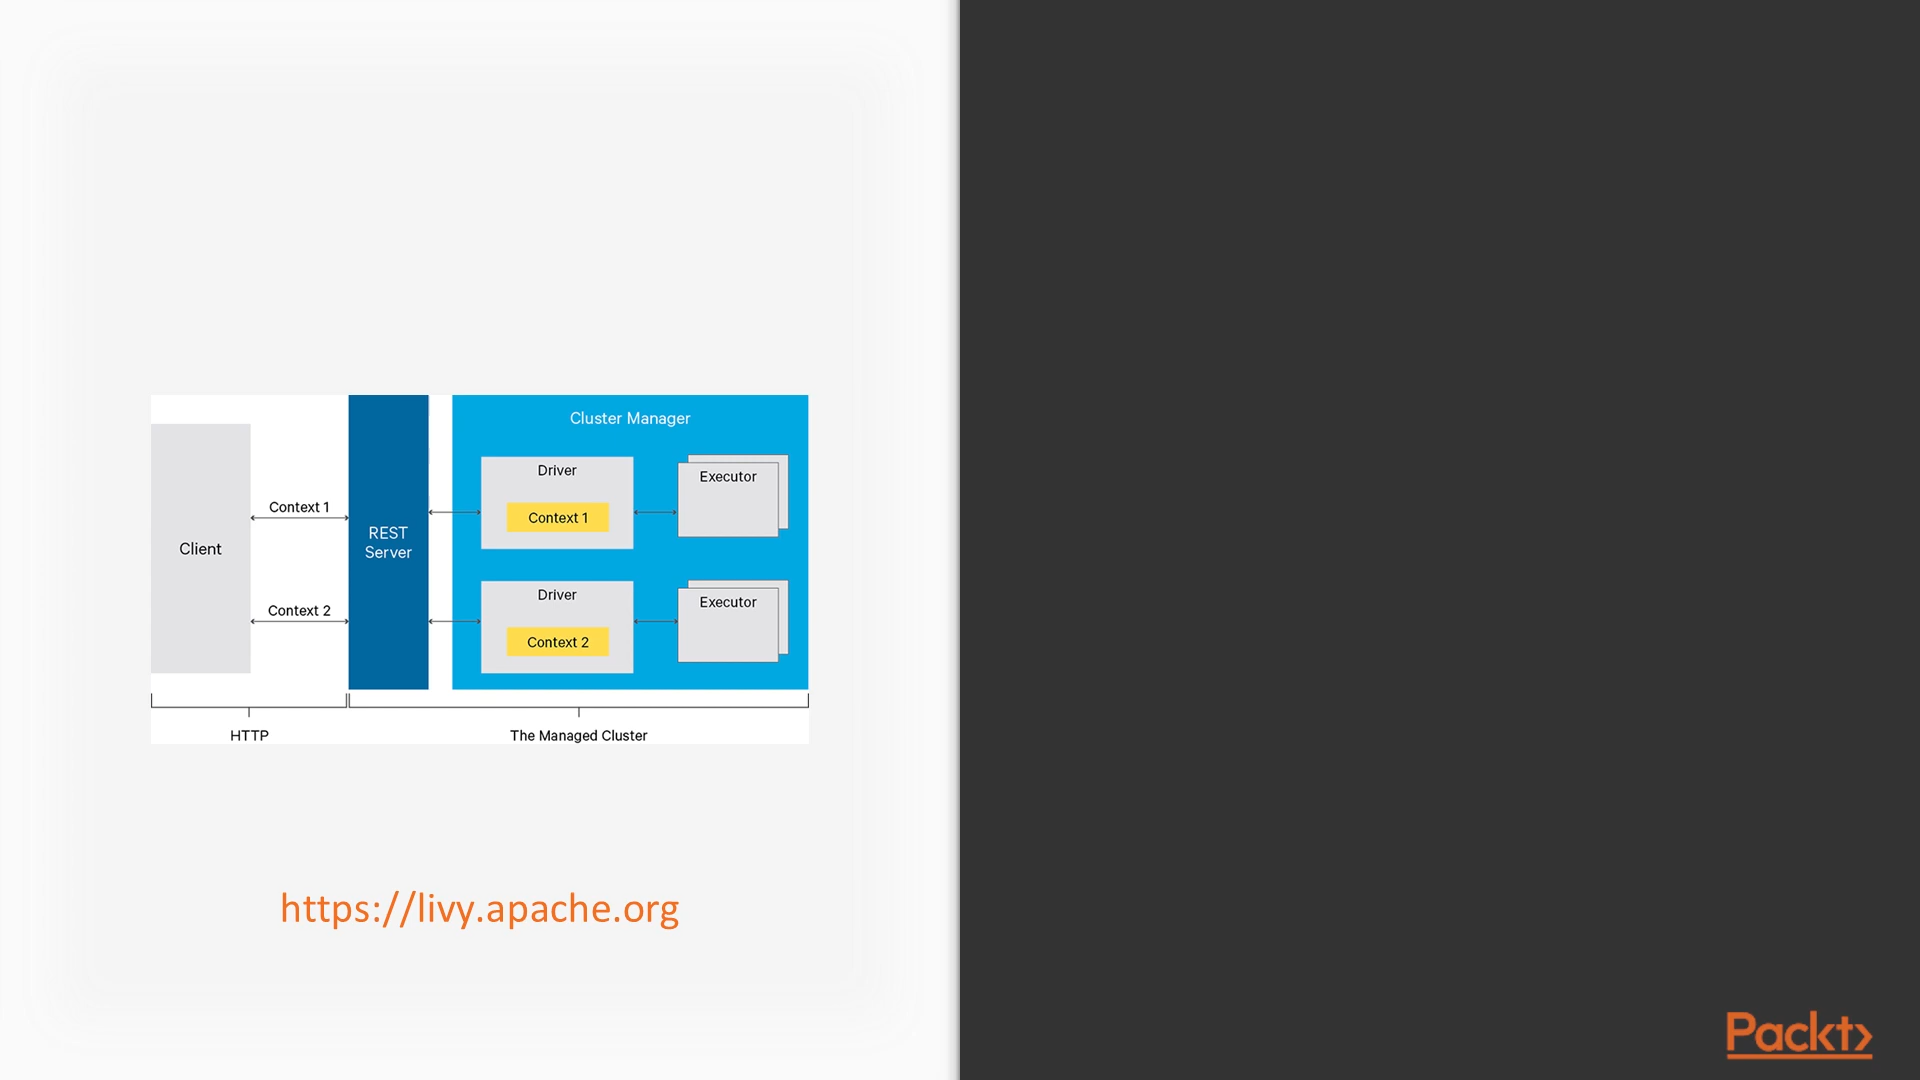 Cluster Manager
Driver
Executor
Context 1
Context 1
REST
Server
Client
Driver
Executor
Context 2
Context 2
HTTP
The Managed Cluster
https://livy.apache.org
Packt